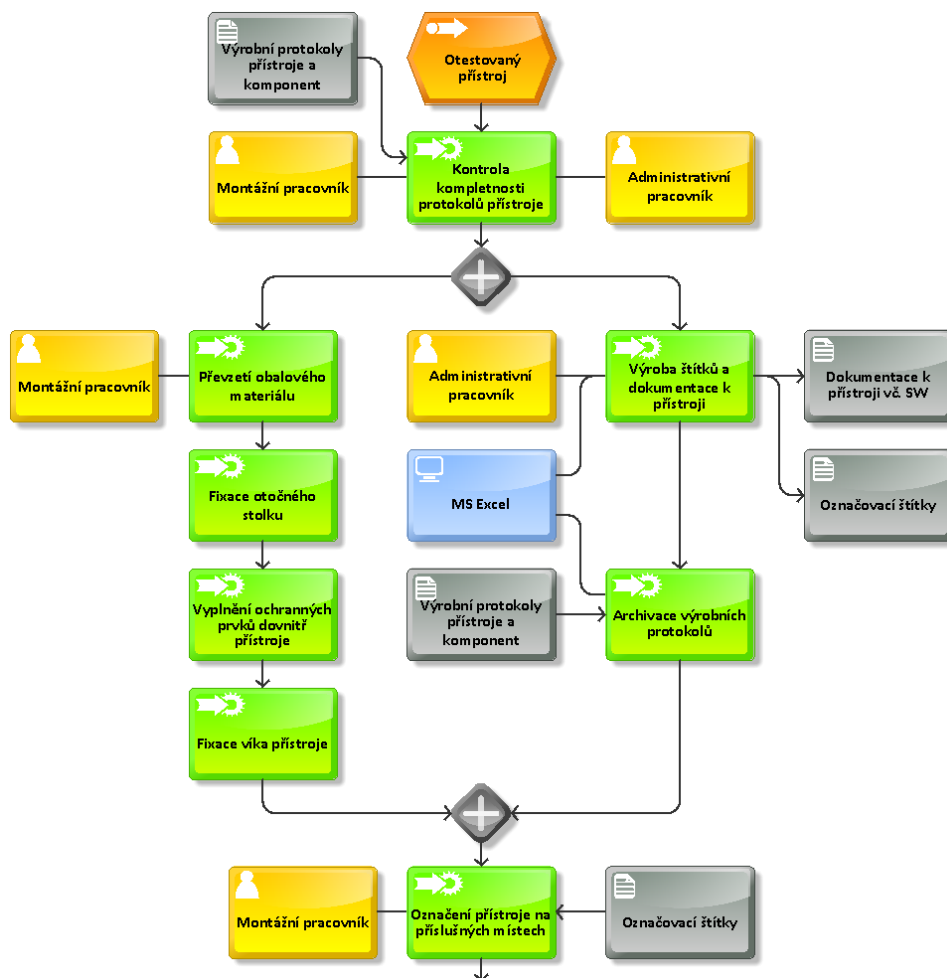 Výrobní protokoly
přístroje a
komponent
Otestovaný
přístroj
Montážní pracovník
Kontrola
kompletnosti
protokolů přístroje
Administrativní
pracovník
Montážní pracovník
Převzetí obalového
materiálu
Administrativní
pracovník
Výroba štítků a
dokumentace k
přístroji
Dokumentace k
přístroji vč. SW
Fixace otočného
stolku
MS Excel
Označovací štítky
Vyplnění ochranných
prvků dovnitř
přístroje
Výrobní protokoly
přístroje a
komponent
Archivace výrobních
protokolů
Fixace víka přístroje
Montážní pracovník
Označení přístroje na
příslušných místech
Označovací štítky